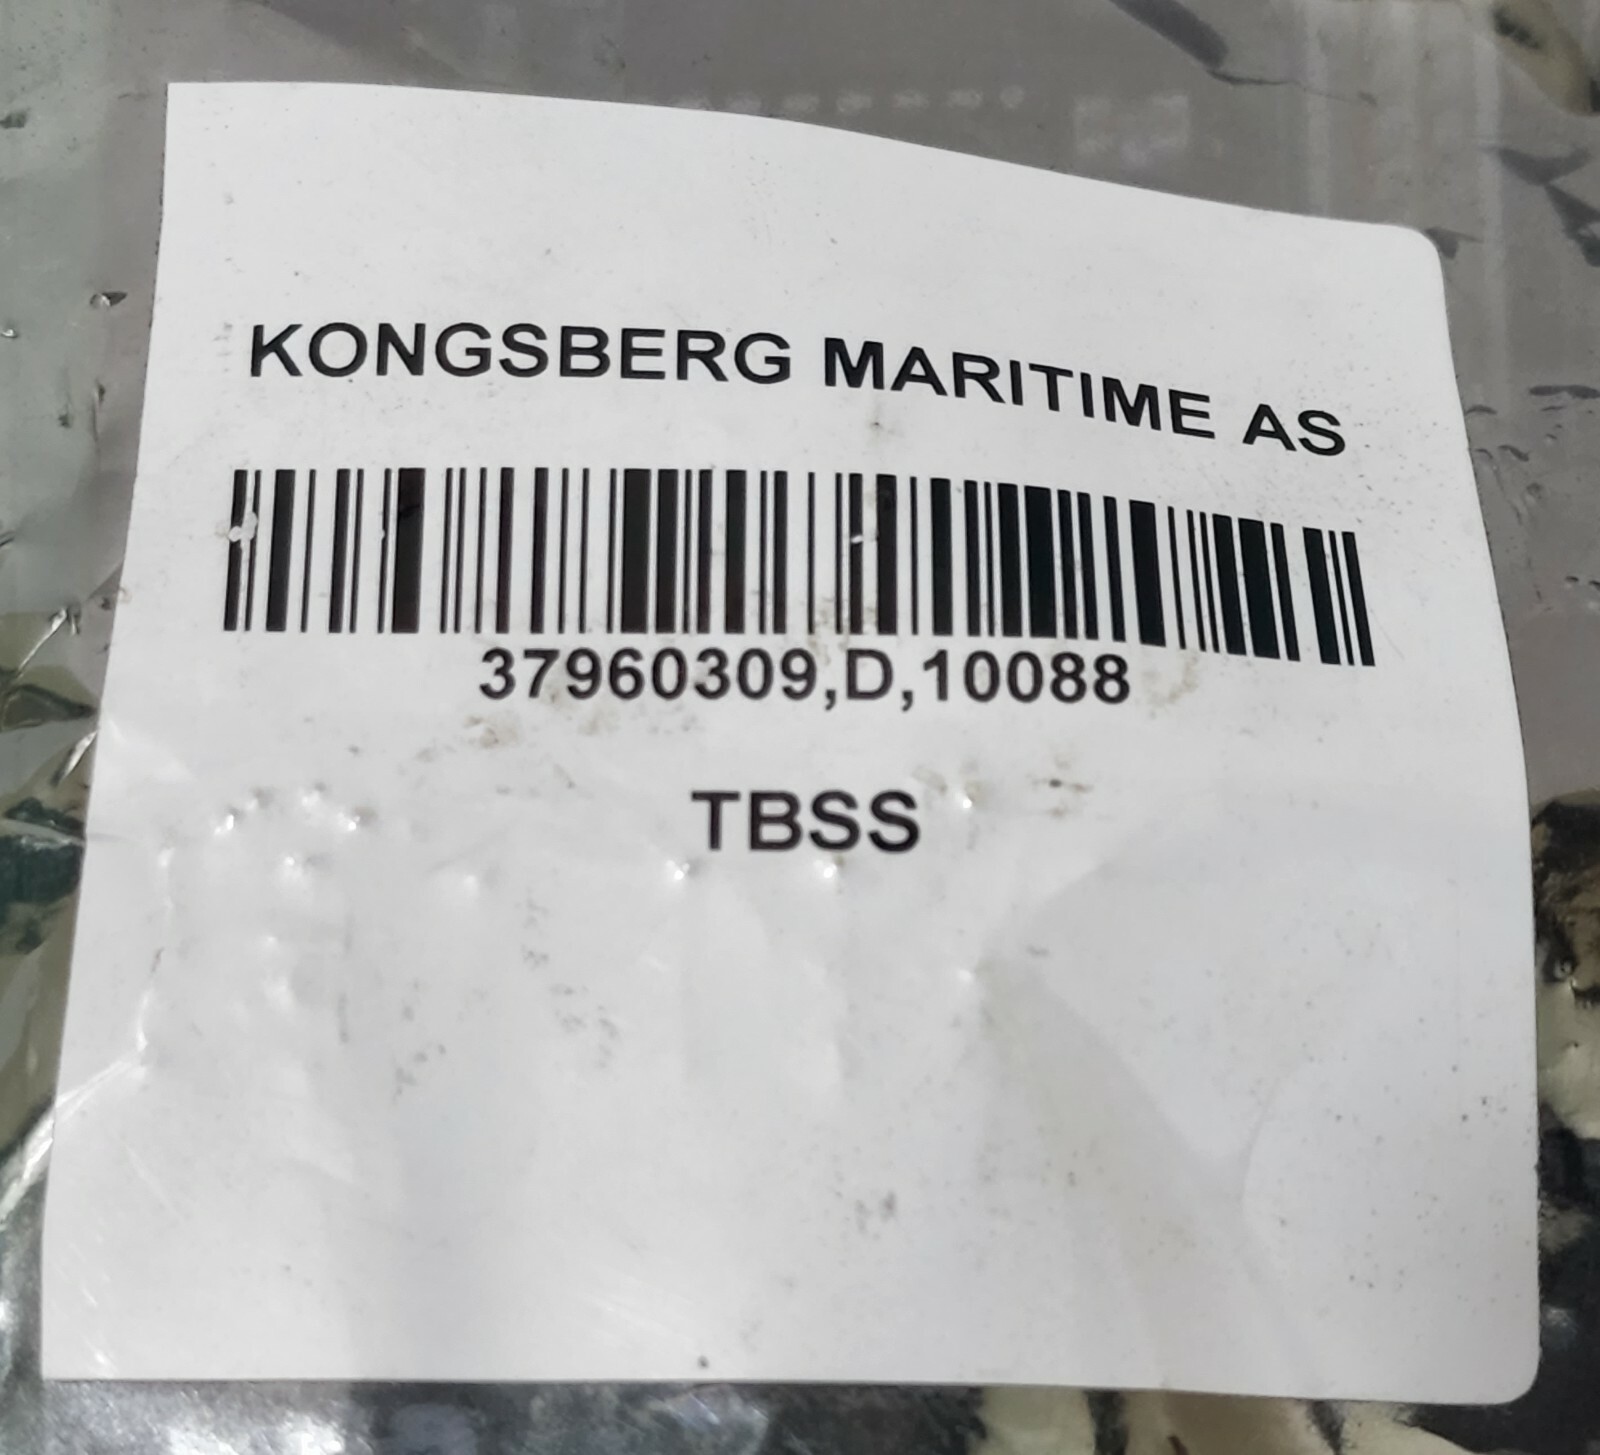 KONGSBERG MARITIME AS
37960309,D,10088
TBSS